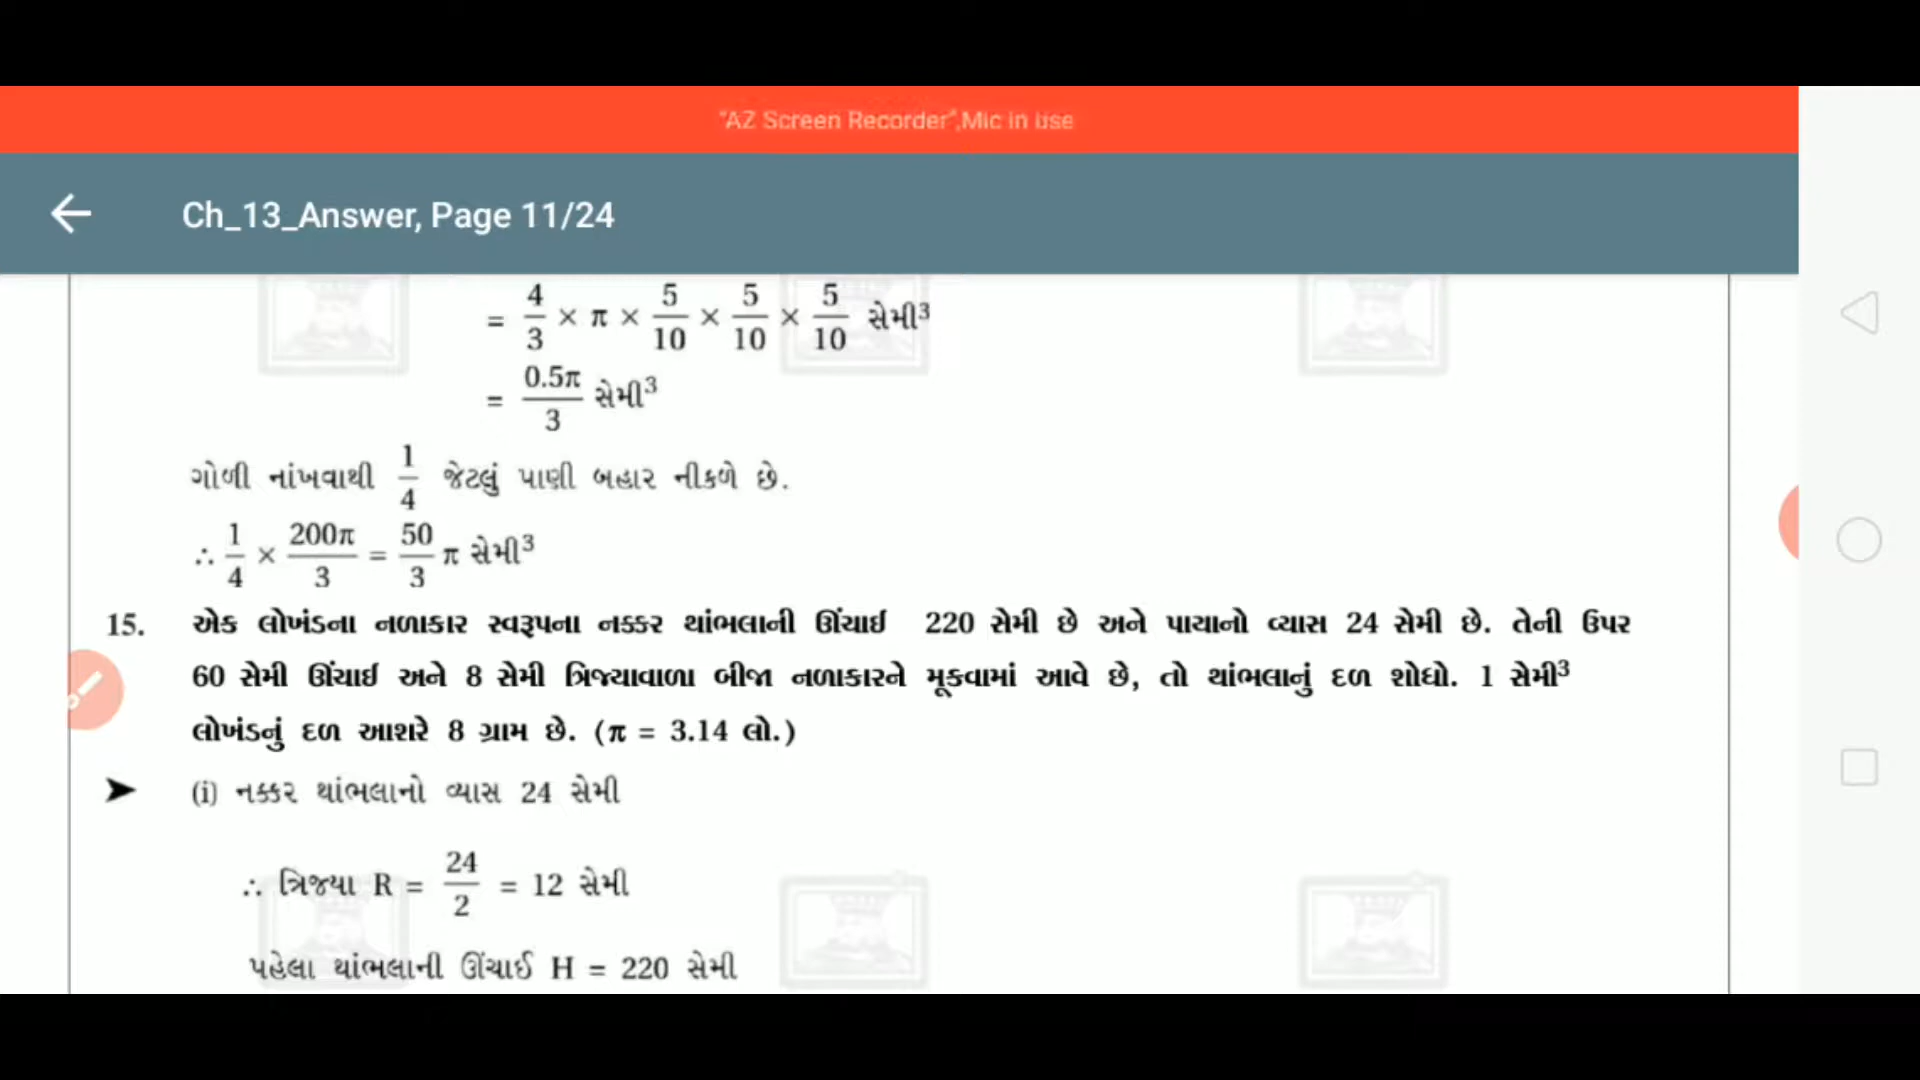 "AZ Screen Recorder",Mic in use
Ch_13_Answer, Page 11/24
= 4/3 × π × 5/10 × 5/10 × 5/10 સેમી³
= 0.5π/3 સેમી³
ગોળી નાંખવાથી 1/4 જેટલું પાણી બહાર નીકળે છે.
∴ 1/4 × 200π/3 = 50/3 π સેમી³
15. એક લોખંડના નળાકાર સ્વરૂપના નક્કર થાંભલાની ઊંચાઈ 220 સેમી છે અને પાયાનો વ્યાસ 24 સેમી છે. તેની ઉપર
60 સેમી ઊંચાઈ અને 8 સેમી ત્રિજ્યાવાળા બીજા નળાકારને મૂકવામાં આવે છે, તો થાંભલાનું દળ શોધો. 1 સેમી³
લોખંડનું દળ આશરે 8 ગ્રામ છે. (π = 3.14 લો.)
➤ (i) નક્કર થાંભલાનો વ્યાસ 24 સેમી
∴ ત્રિજ્યા R = 24/2 = 12 સેમી
પહેલા થાંભલાની ઊંચાઈ H = 220 સેમી